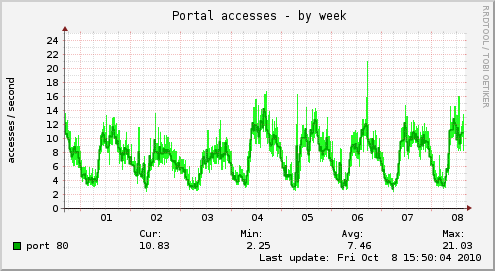 Portal accesses - by week
RRDTOOL / TOBI OETIKER
accesses / second
24
22
20
18
16
14
12
10
8
6
4
2
0
01 02 03 04 05 06 07 08
Cur: Min: Avg: Max:
port 80 10.83 2.25 7.46 21.03
Last update: Fri Oct 8 15:50:04 2010